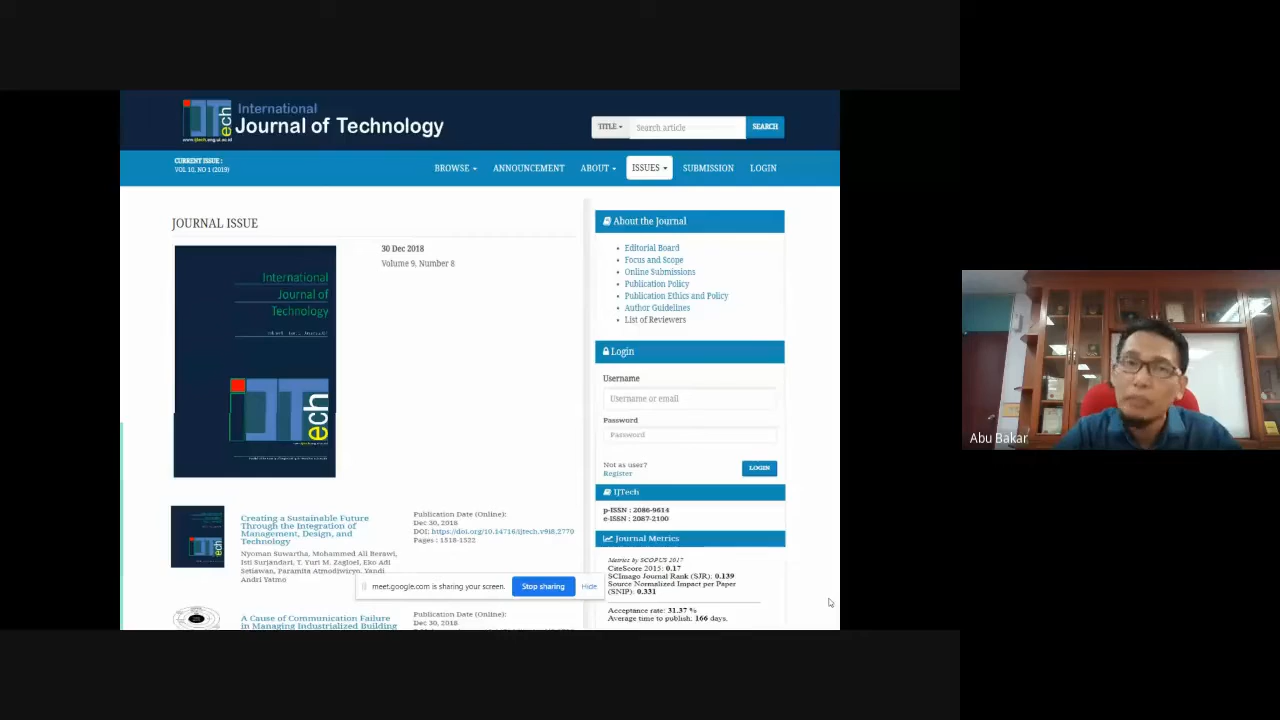 International
Journal of Technology
www.ijtech.eng.ui.ac.id
TITLE
Search article
SEARCH
CURRENT ISSUE :
VOL 10, NO 1 (2019)
BROWSE
ANNOUNCEMENT
ABOUT
ISSUES
SUBMISSION
LOGIN
JOURNAL ISSUE
30 Dec 2018
Volume 9, Number 8
International
Journal of
Technology
IJTech
Creating a Sustainable Future
Through the Integration of
Management, Design, and
Technology
Nyoman Suwartha, Mohammed Ali Berawi,
Isti Surjandari, T. Yuri M. Zagloel, Eko Adi
Setiawan, Paramita Atmodiwirjo, Yandi
Andri Yatmo
Publication Date (Online):
Dec 30, 2018
DOI: https://doi.org/10.14716/ijtech.v9i8.2770
Pages : 1518-1522
A Cause of Communication Failure
in Managing Industrialized Building
Publication Date (Online):
Dec 30, 2018
meet.google.com is sharing your screen.
Stop sharing
Hide
About the Journal
Editorial Board
Focus and Scope
Online Submissions
Publication Policy
Publication Ethics and Policy
Author Guidelines
List of Reviewers
Login
Username
Username or email
Password
Password
Not as user?
Register
LOGIN
IJTech
p-ISSN : 2086-9614
e-ISSN : 2087-2100
Journal Metrics
Metrics by SCOPUS 2017
CiteScore 2015: 0.17
SCImago Journal Rank (SJR): 0.139
Source Normalized Impact per Paper
(SNIP): 0.331
Acceptance rate: 31.37 %
Average time to publish: 166 days.
Abu Bakar